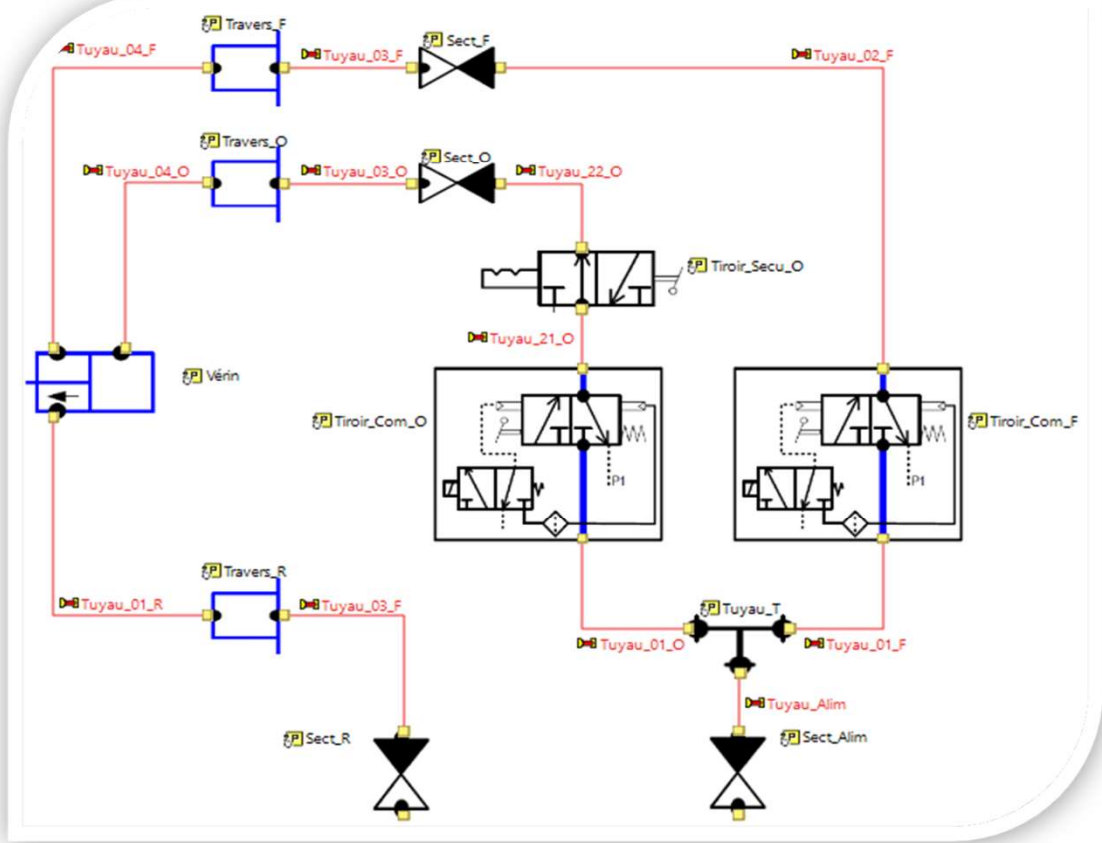 Travers_F
Sect_F
Tuyau_04_F
Tuyau_03_F
Tuyau_02_F
Travers_O
Sect_O
Tuyau_04_O
Tuyau_03_O
Tuyau_22_O
Tiroir_Secu_O
Tuyau_21_O
Vérin
Tiroir_Com_O
Tiroir_Com_F
P1
P1
Travers_R
Tuyau_01_R
Tuyau_03_F
Tuyau_T
Tuyau_01_O
Tuyau_01_F
Tuyau_Alim
Sect_R
Sect_Alim